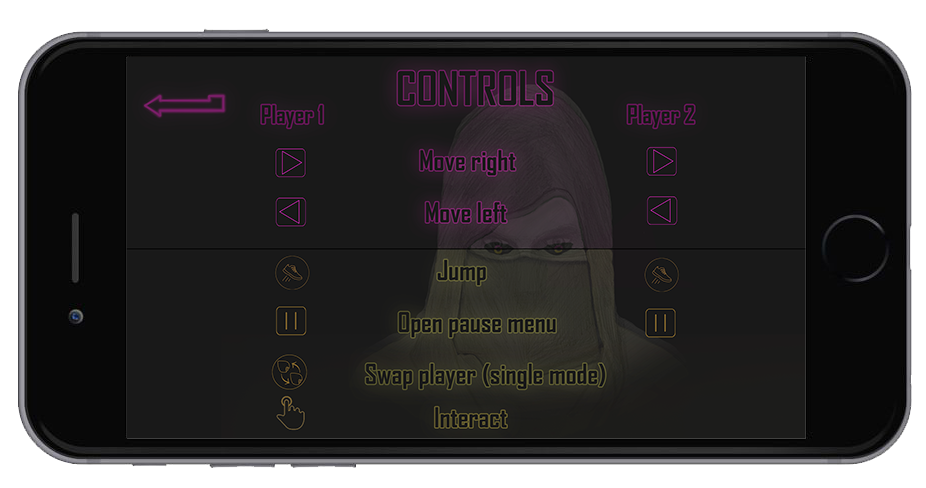 CONTROLS
Player 1
Player 2
Move right
Move left
Jump
Open pause menu
Swap player (single mode)
Interact